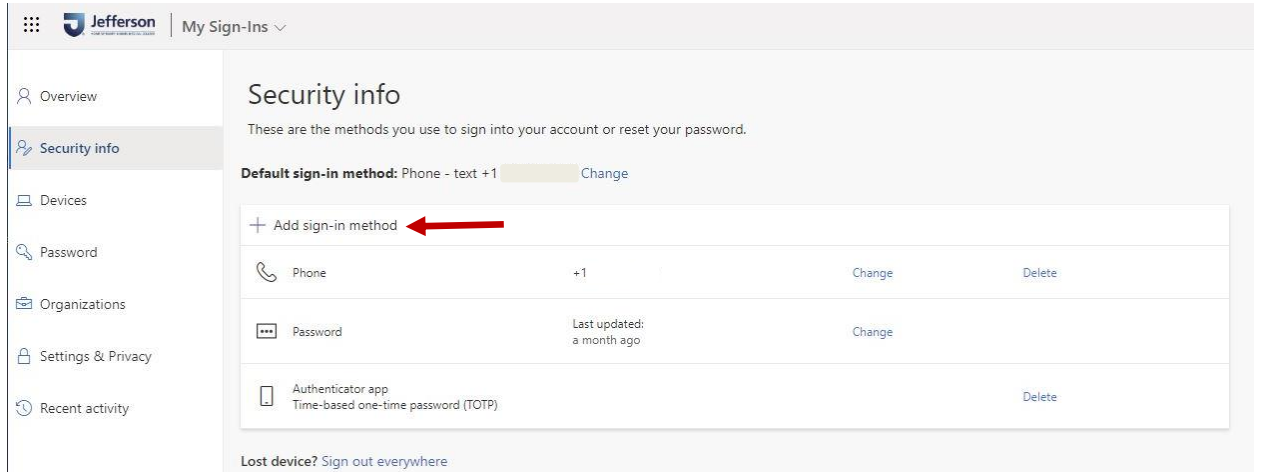 Jefferson
My Sign-Ins
Overview
Security info
Devices
Password
Organizations
Settings & Privacy
Recent activity
Security info
These are the methods you use to sign into your account or reset your password.
Default sign-in method: Phone - text +1 Change
+ Add sign-in method
Phone +1 Change Delete
Password Last updated:
a month ago Change
Authenticator app
Time-based one-time password (TOTP) Delete
Lost device? Sign out everywhere